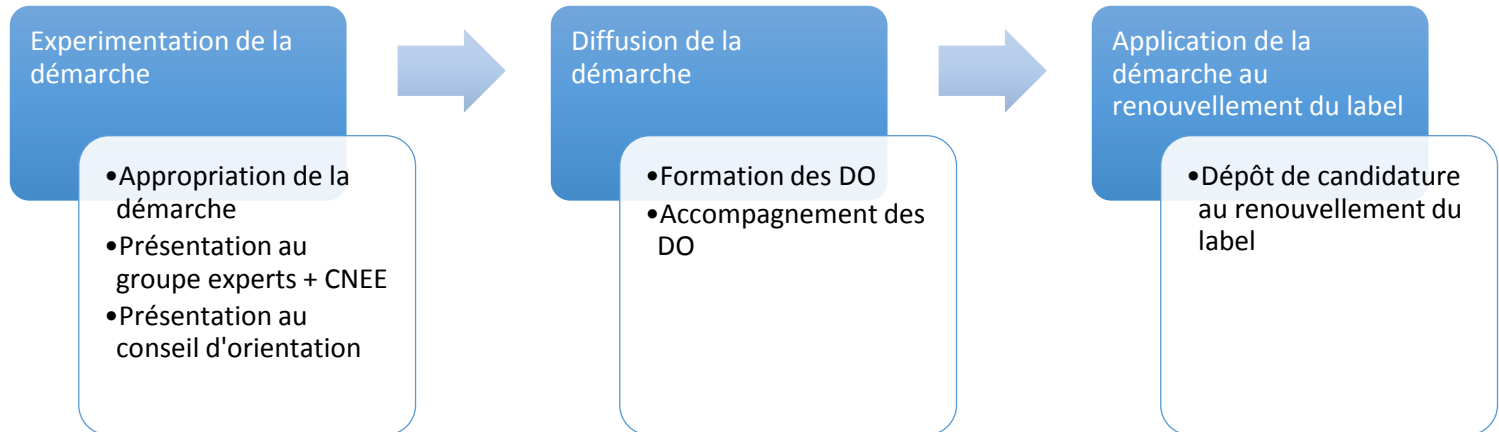 Experimentation de la
démarche
•Appropriation de la
démarche
•Présentation au
groupe experts + CNEE
•Présentation au
conseil d'orientation
Diffusion de la
démarche
•Formation des DO
•Accompagnement des
DO
Application de la
démarche au
renouvellement du label
•Dépôt de candidature
au renouvellement du
label